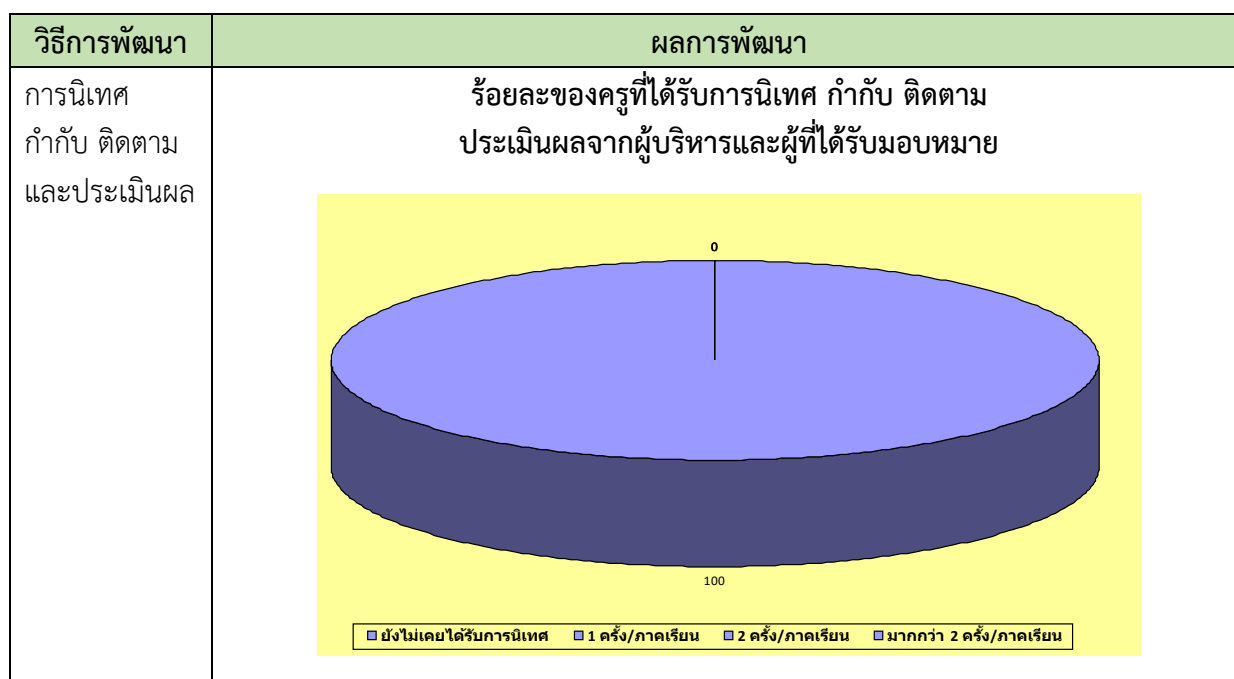 วิธีการพัฒนา
ผลการพัฒนา
การนิเทศ
กำกับ ติดตาม
และประเมินผล
ร้อยละของครูที่ได้รับการนิเทศ กำกับ ติดตาม
ประเมินผลจากผู้บริหารและผู้ที่ได้รับมอบหมาย
0
100
ยังไม่เคยได้รับการนิเทศ 1 ครั้ง/ภาคเรียน 2 ครั้ง/ภาคเรียน มากกว่า 2 ครั้ง/ภาคเรียน